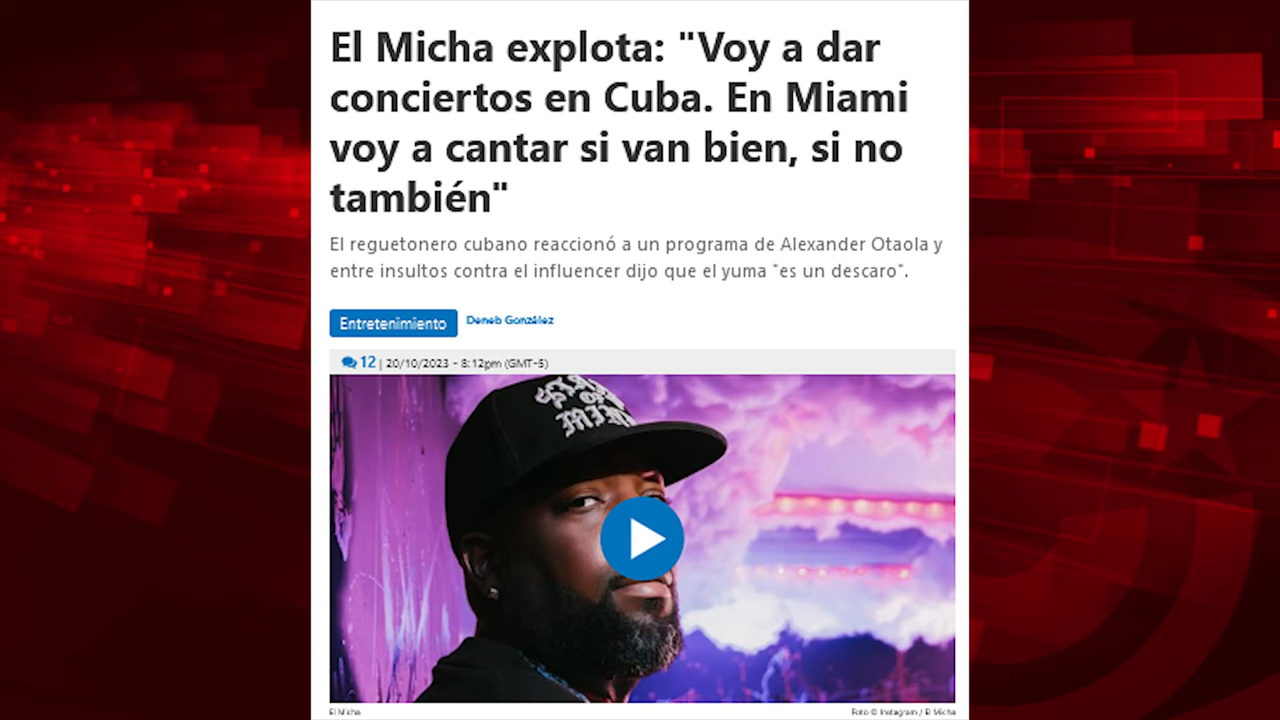 El Micha explota: "Voy a dar
conciertos en Cuba. En Miami
voy a cantar si van bien, si no
también"
El reguetonero cubano reaccionó a un programa de Alexander Otaola y
entre insultos contra el influencer dijo que el yuma "es un descaro".
Entretenimiento Deneb González
12 | 20/10/2023 - 8:12pm (GMT-5)
OF
El Micha Foto © Instagram / El Micha